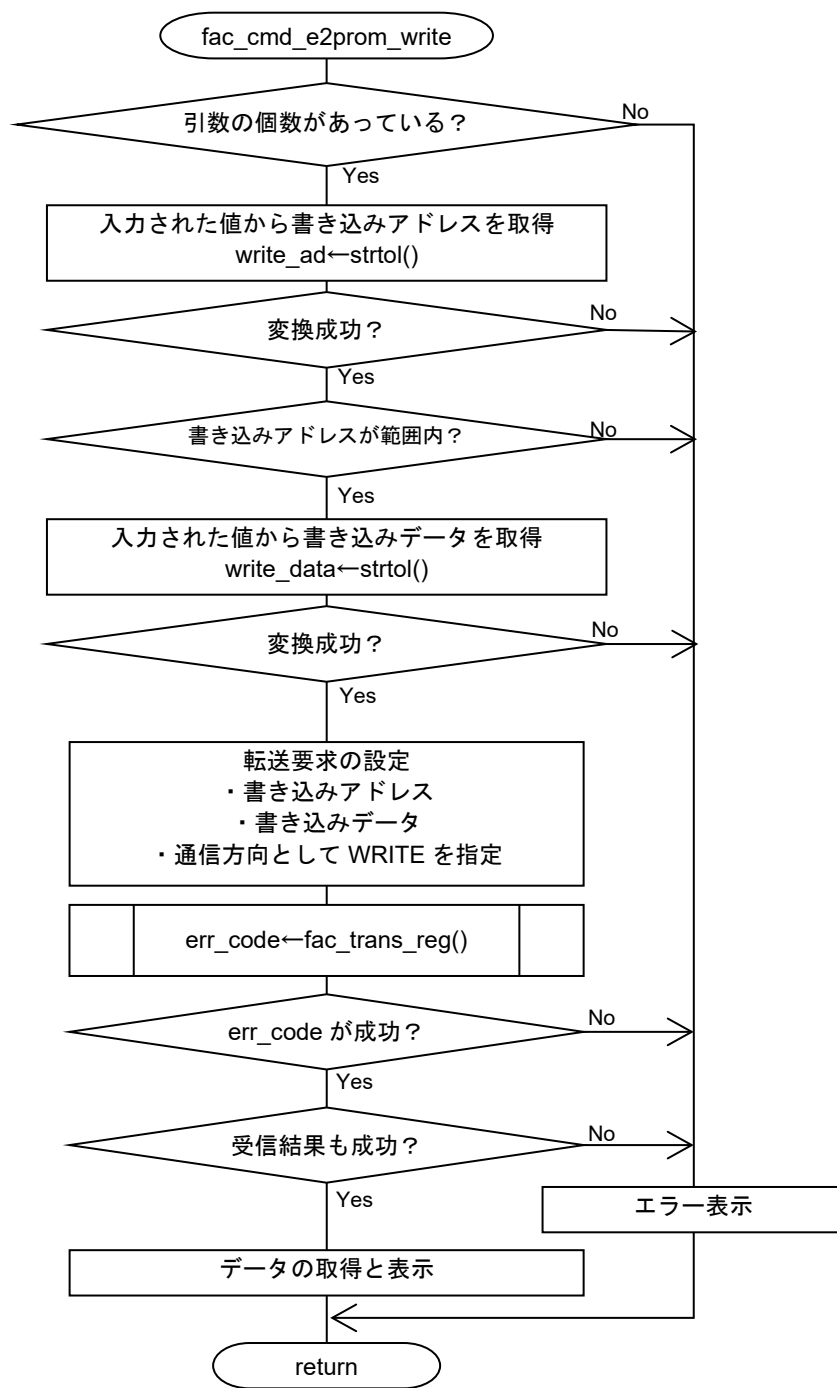 fac_cmd_e2prom_write
引数の個数があっている？
No
Yes
入力された値から書き込みアドレスを取得
write_ad←strtol()
変換成功？
No
Yes
書き込みアドレスが範囲内？
No
Yes
入力された値から書き込みデータを取得
write_data←strtol()
変換成功？
No
Yes
転送要求の設定
・書き込みアドレス
・書き込みデータ
・通信方向として WRITE を指定
err_code←fac_trans_reg()
err_code が成功？
No
Yes
受信結果も成功？
No
Yes
エラー表示
データの取得と表示
return